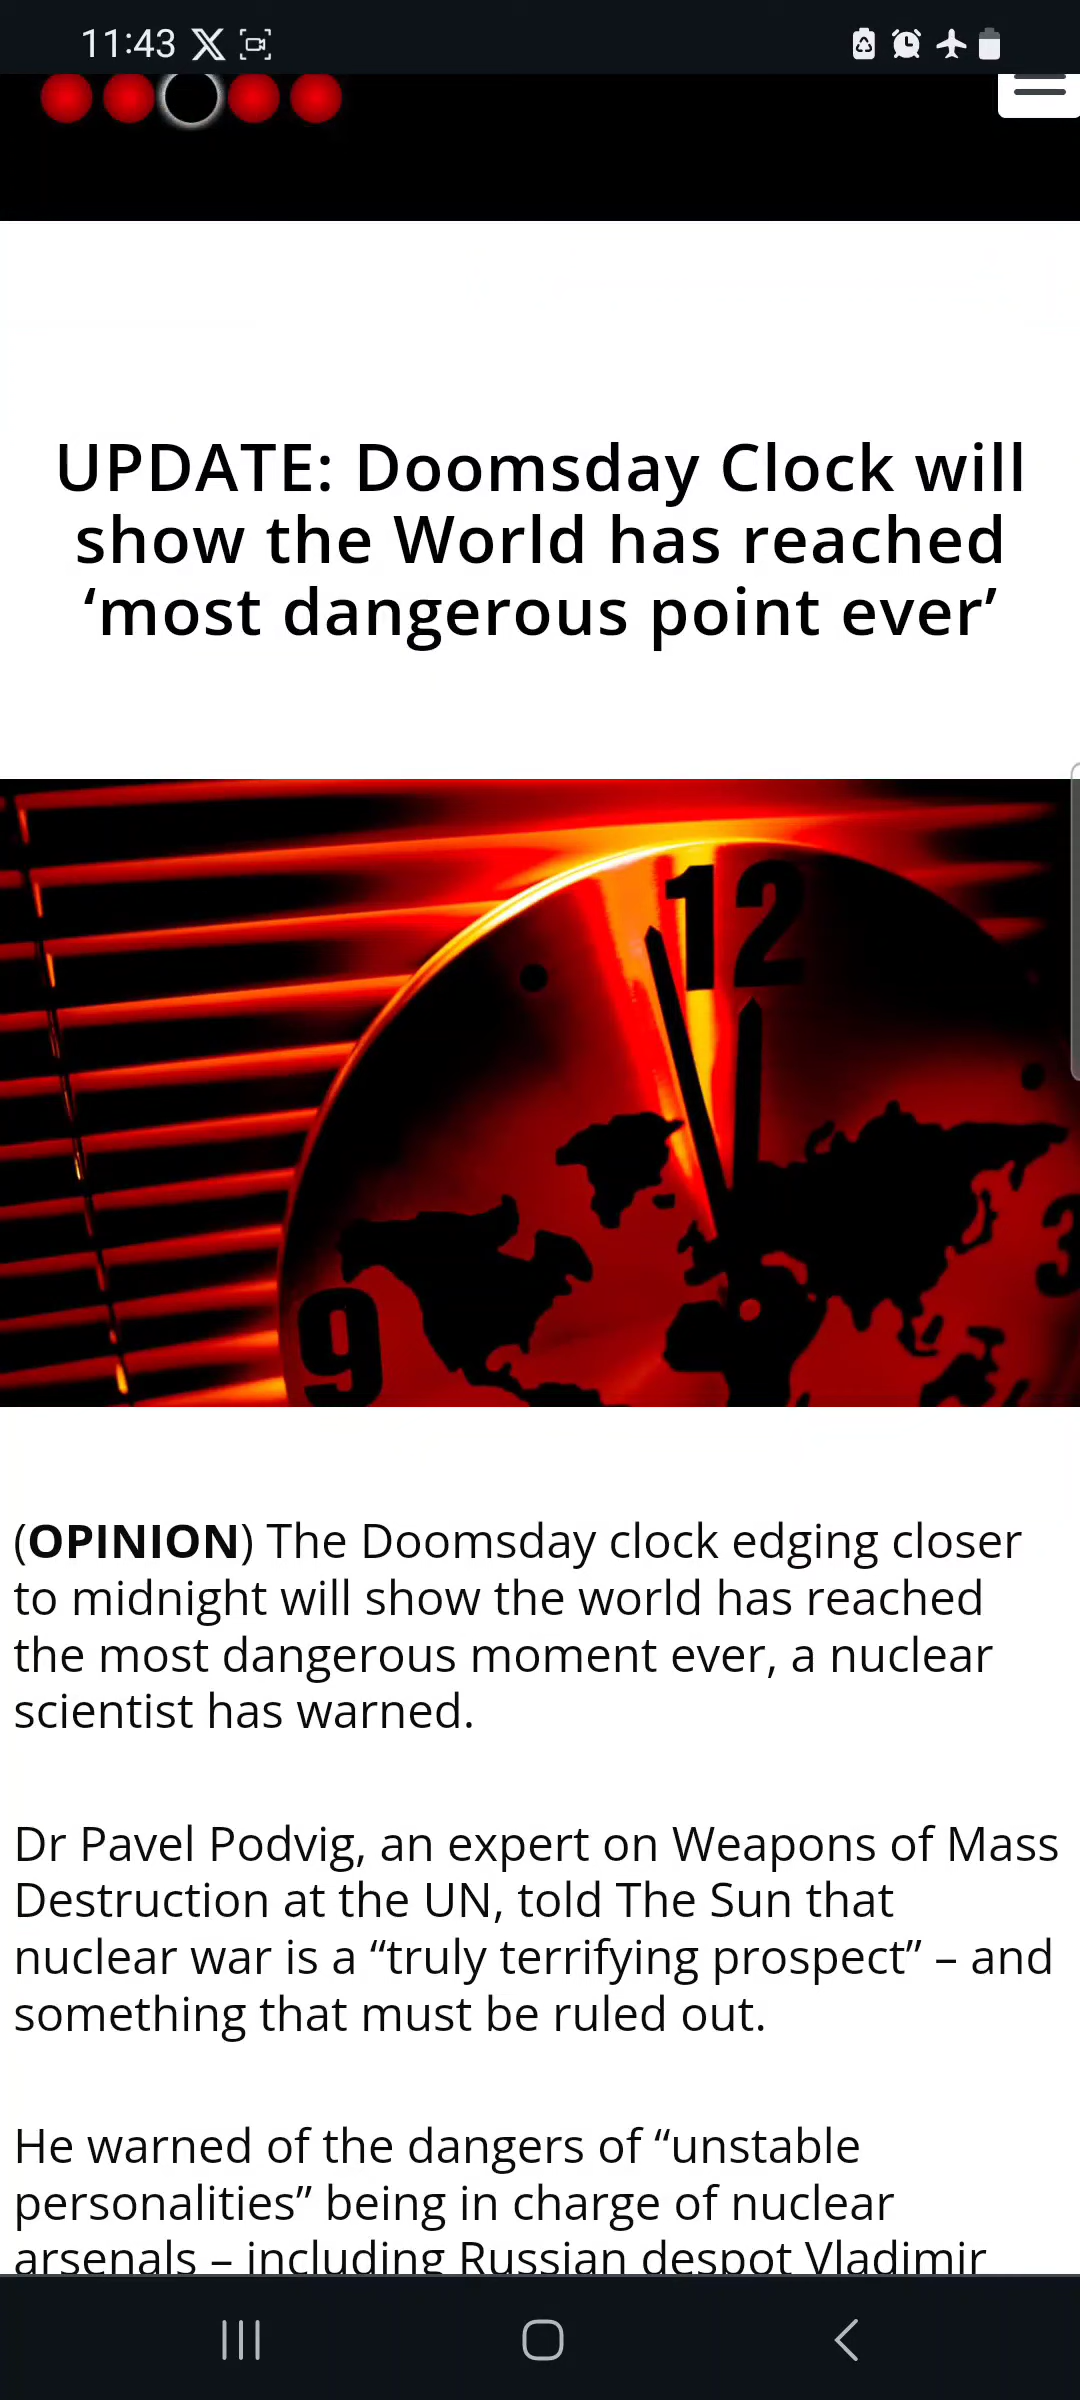 11:43
UPDATE: Doomsday Clock will
show the World has reached
‘most dangerous point ever’
12
9
3
(OPINION) The Doomsday clock edging closer
to midnight will show the world has reached
the most dangerous moment ever, a nuclear
scientist has warned.
Dr Pavel Podvig, an expert on Weapons of Mass
Destruction at the UN, told The Sun that
nuclear war is a “truly terrifying prospect” – and
something that must be ruled out.
He warned of the dangers of “unstable
personalities” being in charge of nuclear
arsenals – including Russian despot Vladimir